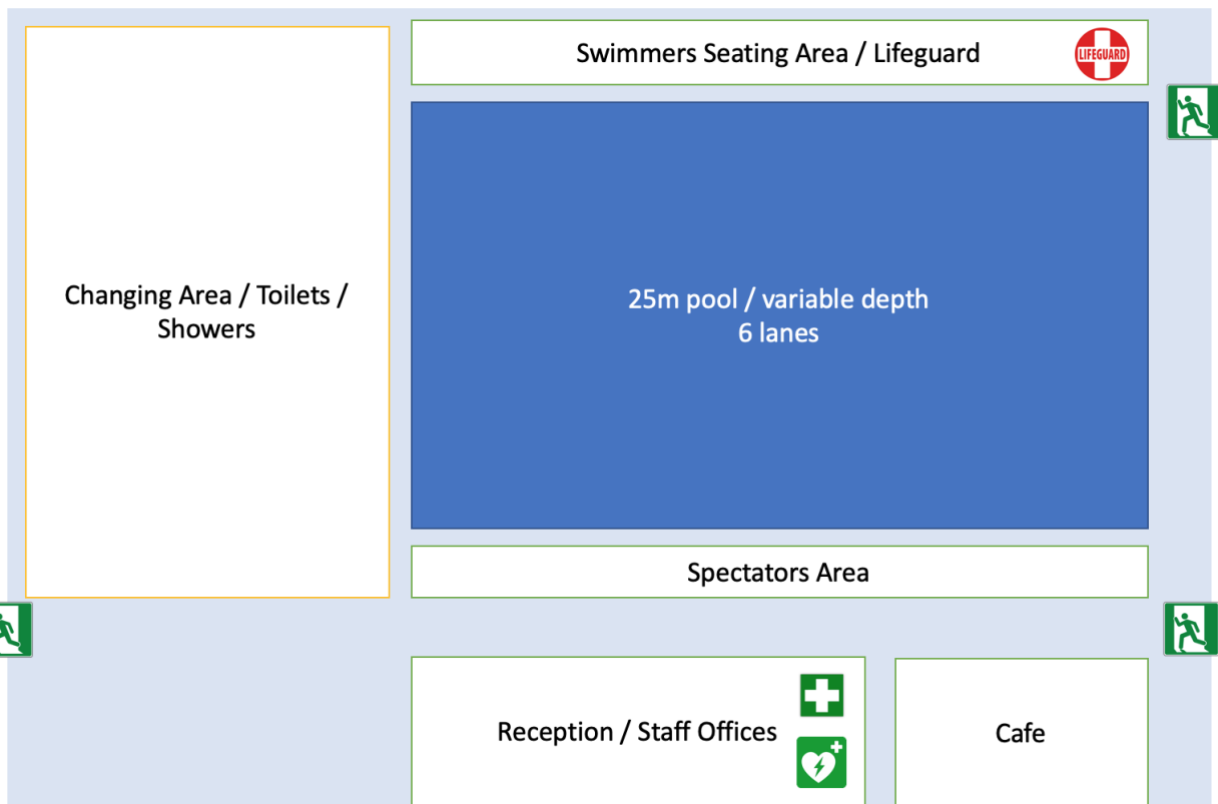 Swimmers Seating Area / Lifeguard
LIFEGUARD
Changing Area / Toilets /
Showers
25m pool / variable depth
6 lanes
Spectators Area
Reception / Staff Offices
Cafe